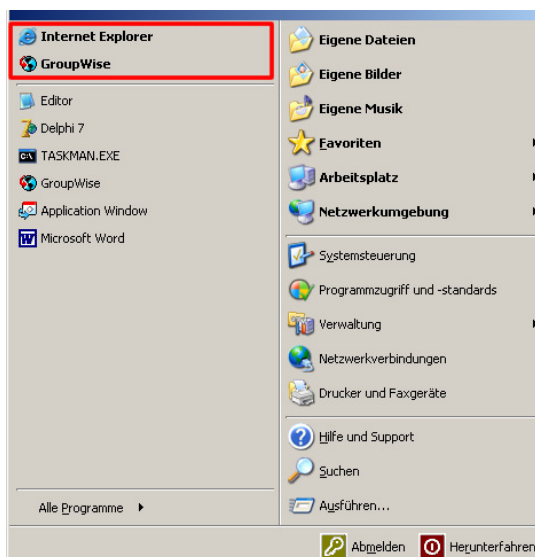 Internet Explorer
GroupWise
Editor
Delphi 7
TASKMAN.EXE
GroupWise
Application Window
Microsoft Word
Alle Programme
Eigene Dateien
Eigene Bilder
Eigene Musik
Favoriten
Arbeitsplatz
Netzwerkumgebung
Systemsteuerung
Programmzugriff und -standards
Verwaltung
Netzwerkverbindungen
Drucker und Faxgeräte
Hilfe und Support
Suchen
Ausführen...
Abmelden
Herunterfahren